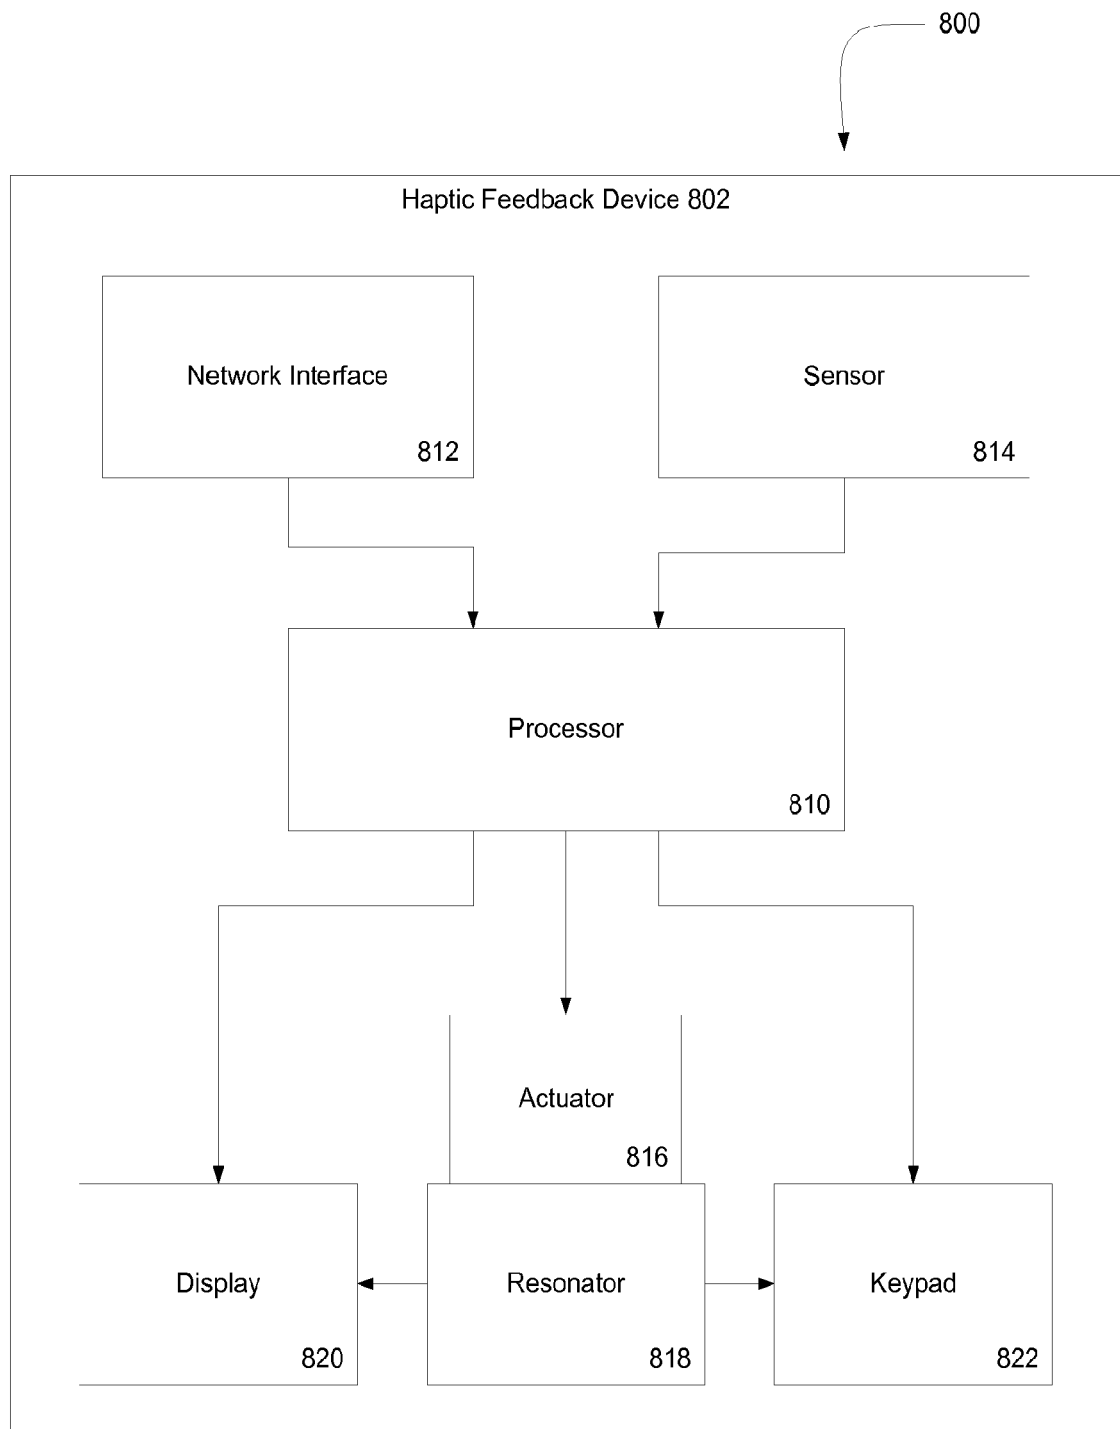 800
Haptic Feedback Device 802
Network Interface
812
Sensor
814
Processor
810
Actuator
816
Display
820
Resonator
818
Keypad
822